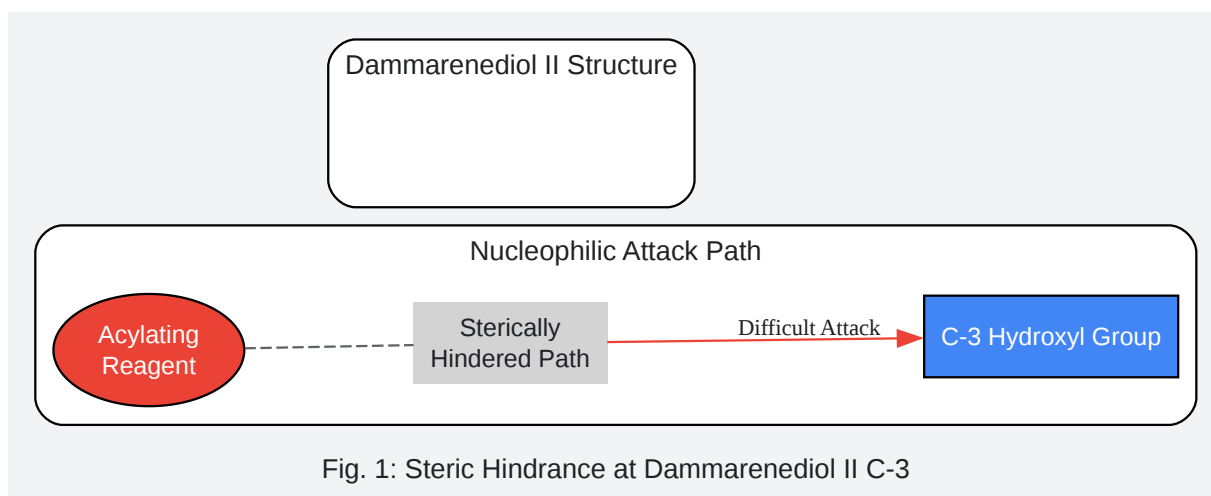 Dammarenediol II Structure
Nucleophilic Attack Path
Acylating
Reagent
Sterically
Hindered Path
Difficult Attack
C-3 Hydroxyl Group
Fig. 1: Steric Hindrance at Dammarenediol II C-3